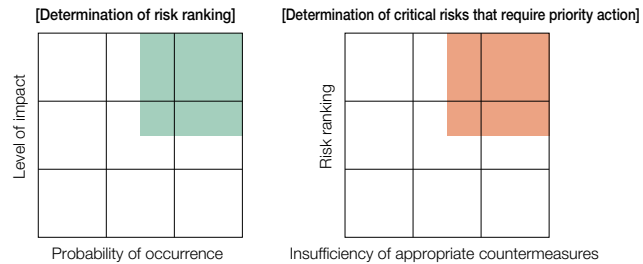 [Determination of risk ranking]
Level of impact
Probability of occurrence
[Determination of critical risks that require priority action]
Risk ranking
Insufficiency of appropriate countermeasures